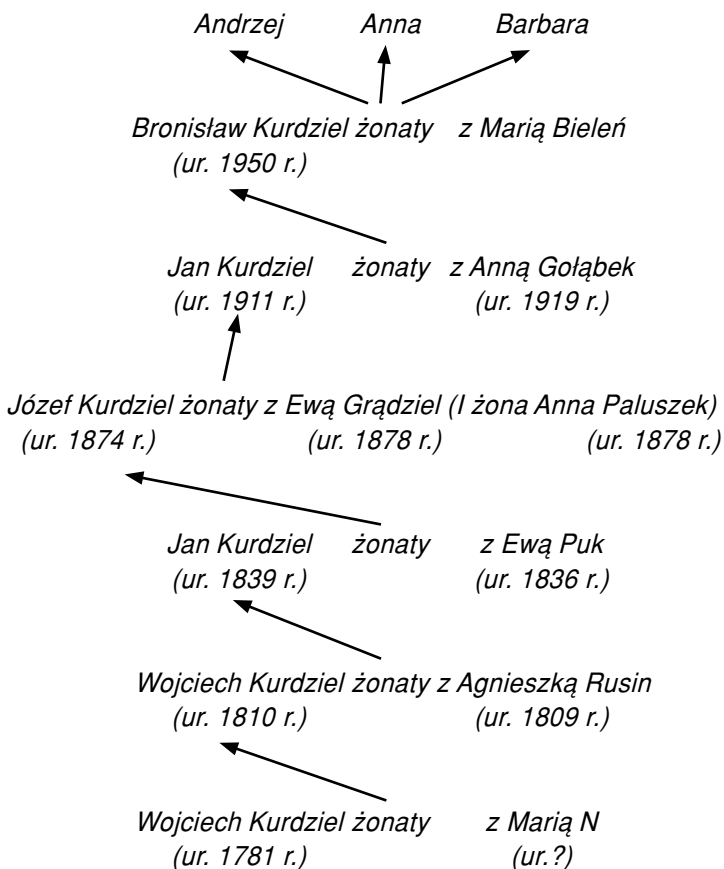 Andrzej Anna Barbara
Bronisław Kurdziel żonaty z Marią Bieleń
(ur. 1950 r.)
Jan Kurdziel żonaty z Anną Gołąbek
(ur. 1911 r.) (ur. 1919 r.)
Józef Kurdziel żonaty z Ewą Grądziel (I żona Anna Paluszek)
(ur. 1874 r.) (ur. 1878 r.) (ur. 1878 r.)
Jan Kurdziel żonaty z Ewą Puk
(ur. 1839 r.) (ur. 1836 r.)
Wojciech Kurdziel żonaty z Agnieszką Rusin
(ur. 1810 r.) (ur. 1809 r.)
Wojciech Kurdziel żonaty z Marią N
(ur. 1781 r.) (ur.?)